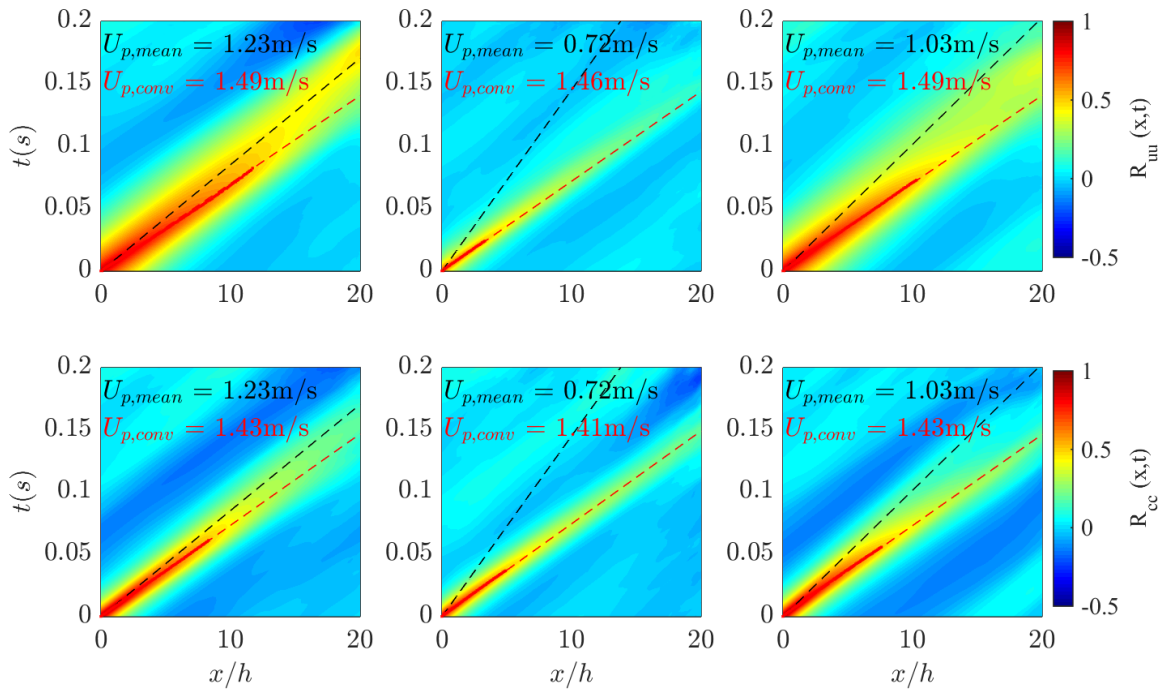 0.2
0.15
0.1
0.05
0
t(s)
U_{p,mean} = 1.23m/s
U_{p,conv} = 1.49m/s
0 10 20
0.2
0.15
0.1
0.05
0
U_{p,mean} = 0.72m/s
U_{p,conv} = 1.46m/s
0 10 20
0.2
0.15
0.1
0.05
0
U_{p,mean} = 1.03m/s
U_{p,conv} = 1.49m/s
0 10 20
1
0.5
0
-0.5
R_{uu} (x,t)
0.2
0.15
0.1
0.05
0
t(s)
U_{p,mean} = 1.23m/s
U_{p,conv} = 1.43m/s
0 10 20
x/h
0.2
0.15
0.1
0.05
0
U_{p,mean} = 0.72m/s
U_{p,conv} = 1.41m/s
0 10 20
x/h
0.2
0.15
0.1
0.05
0
U_{p,mean} = 1.03m/s
U_{p,conv} = 1.43m/s
0 10 20
x/h
1
0.5
0
-0.5
R_{cc} (x,t)